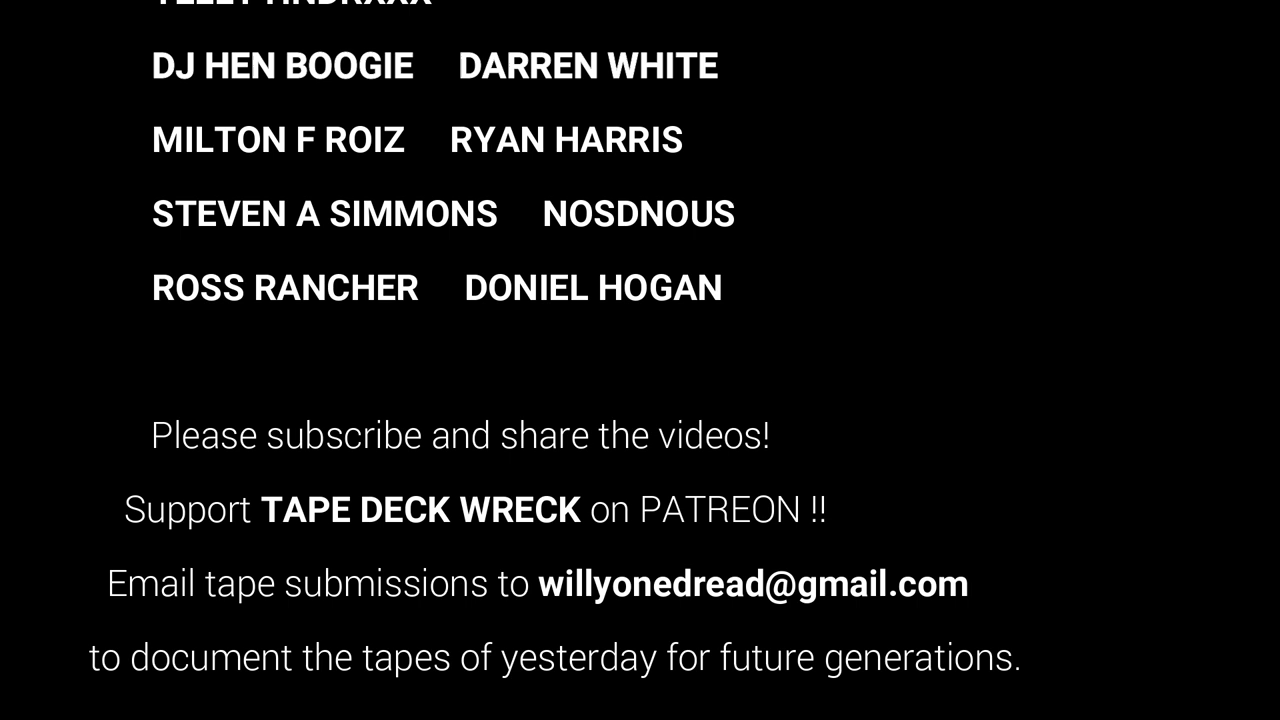 DJ HEN BOOGIE DARREN WHITE
MILTON F ROIZ RYAN HARRIS
STEVEN A SIMMONS NOSDNOUS
ROSS RANCHER DONIEL HOGAN
Please subscribe and share the videos!
Support TAPE DECK WRECK on PATREON !!
Email tape submissions to willyonedread@gmail.com
to document the tapes of yesterday for future generations.